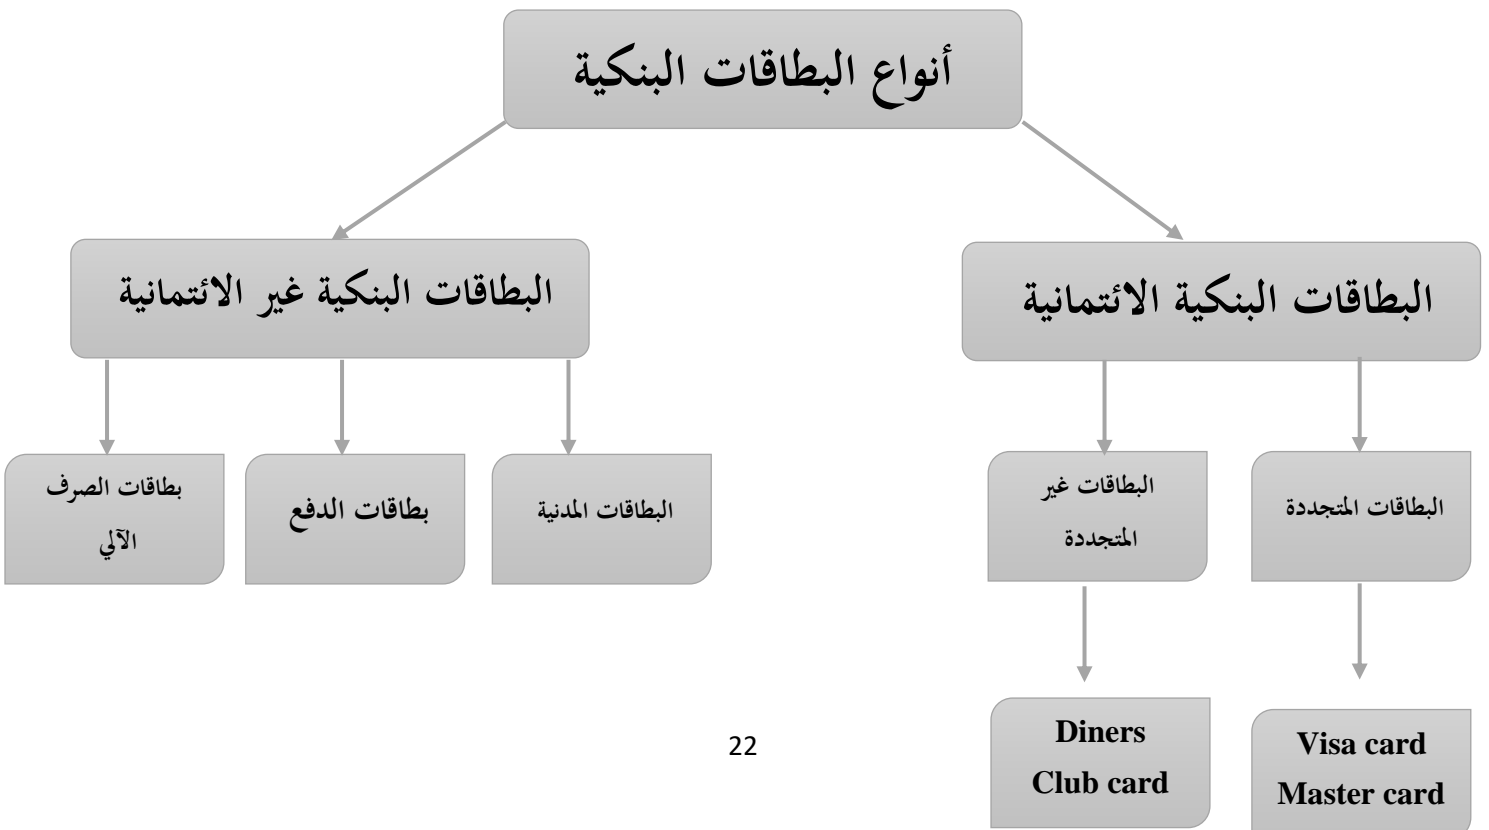 أنواع البطاقات البنكية
البطاقات البنكية الائتمانية
البطاقات البنكية غير الائتمانية
البطاقات المتجددة
البطاقات غير
المتجددة
البطاقات المدنية
بطاقات الدفع
بطاقات الصرف
الآلي
Visa card
Master card
Diners
Club card
22